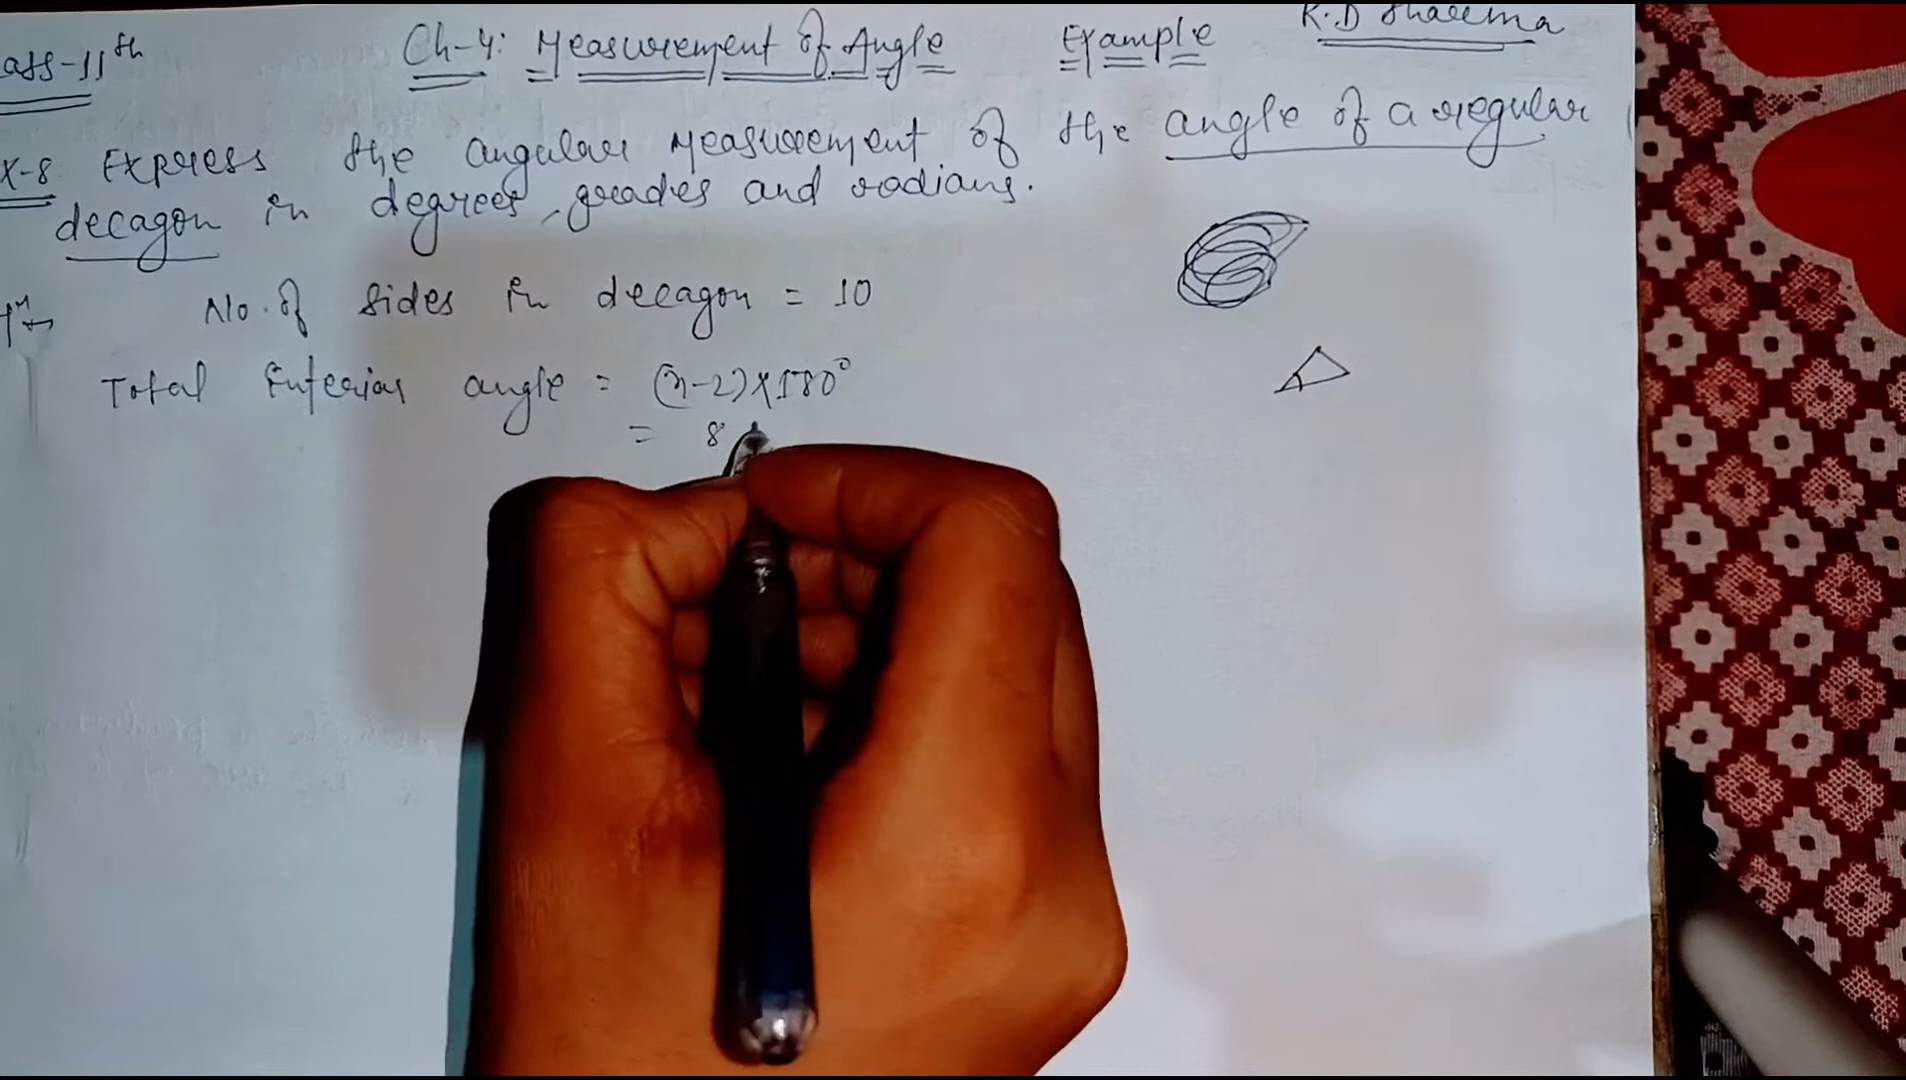 ass-11th Ch-4: Measurement of Angle Example R.D Sharma
x-8 Express the angular measurement of the angle of a regular
decagon in degrees, grades and radians.
No. of sides in decagon = 10
Total interior angle = (n-2)×180°
= 8